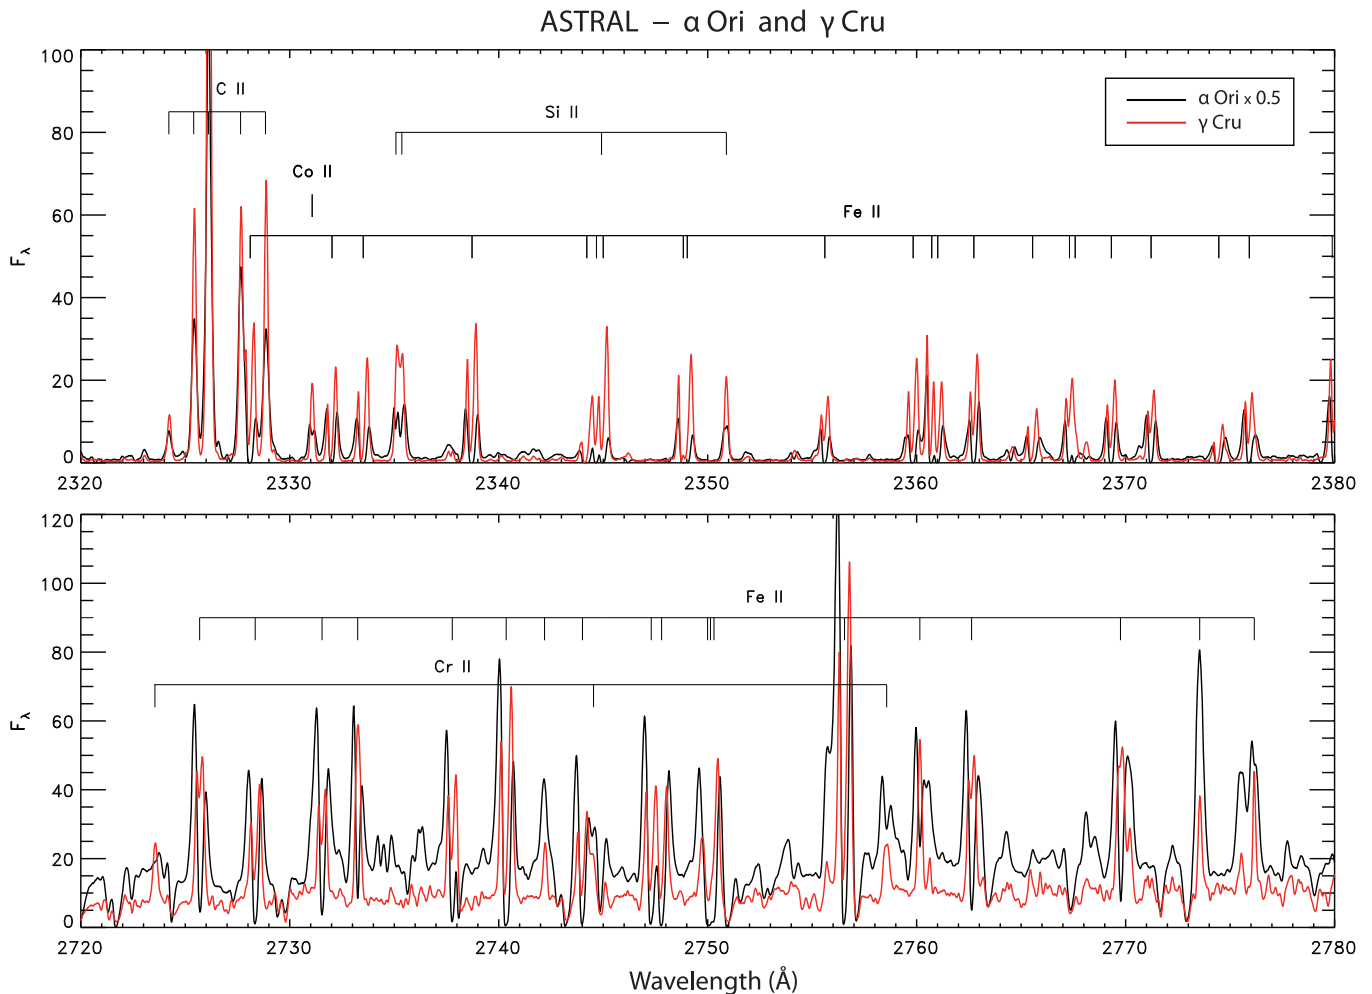 ASTRAL – α Ori and γ Cru
100
80
60
40
20
0
F λ
C II
Co II
Si II
Fe II
α Ori x 0.5
γ Cru
2320 2330 2340 2350 2360 2370 2380
120
100
80
60
40
20
0
F λ
Fe II
Cr II
2720 2730 2740 2750 2760 2770 2780
Wavelength (Å)